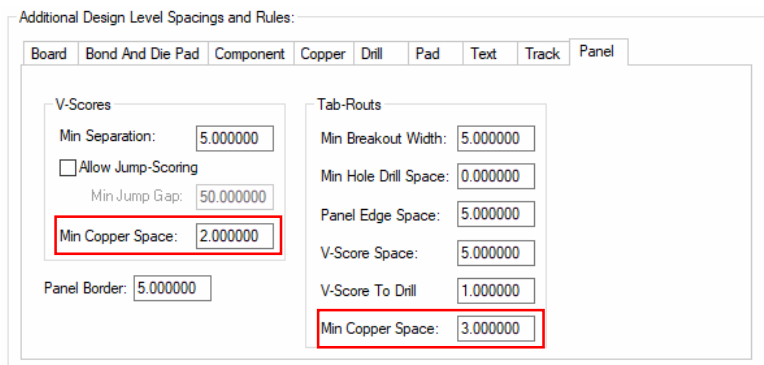 Additional Design Level Spacings and Rules:
Board Bond And Die Pad Component Copper Drill Pad Text Track Panel
V-Scores
Min Separation: 5.000000
Allow Jump-Scoring
Min Jump Gap: 50.000000
Min Copper Space: 2.000000
Panel Border: 5.000000
Tab-Routs
Min Breakout Width: 5.000000
Min Hole Drill Space: 0.000000
Panel Edge Space: 5.000000
V-Score Space: 5.000000
V-Score To Drill 1.000000
Min Copper Space: 3.000000